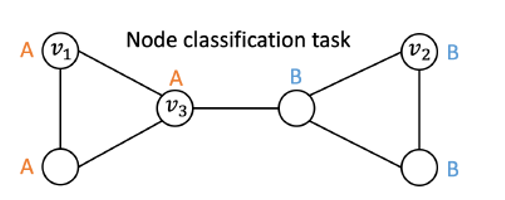 Node classification task
A v₁
A
v₃
B
v₂ B
A
B